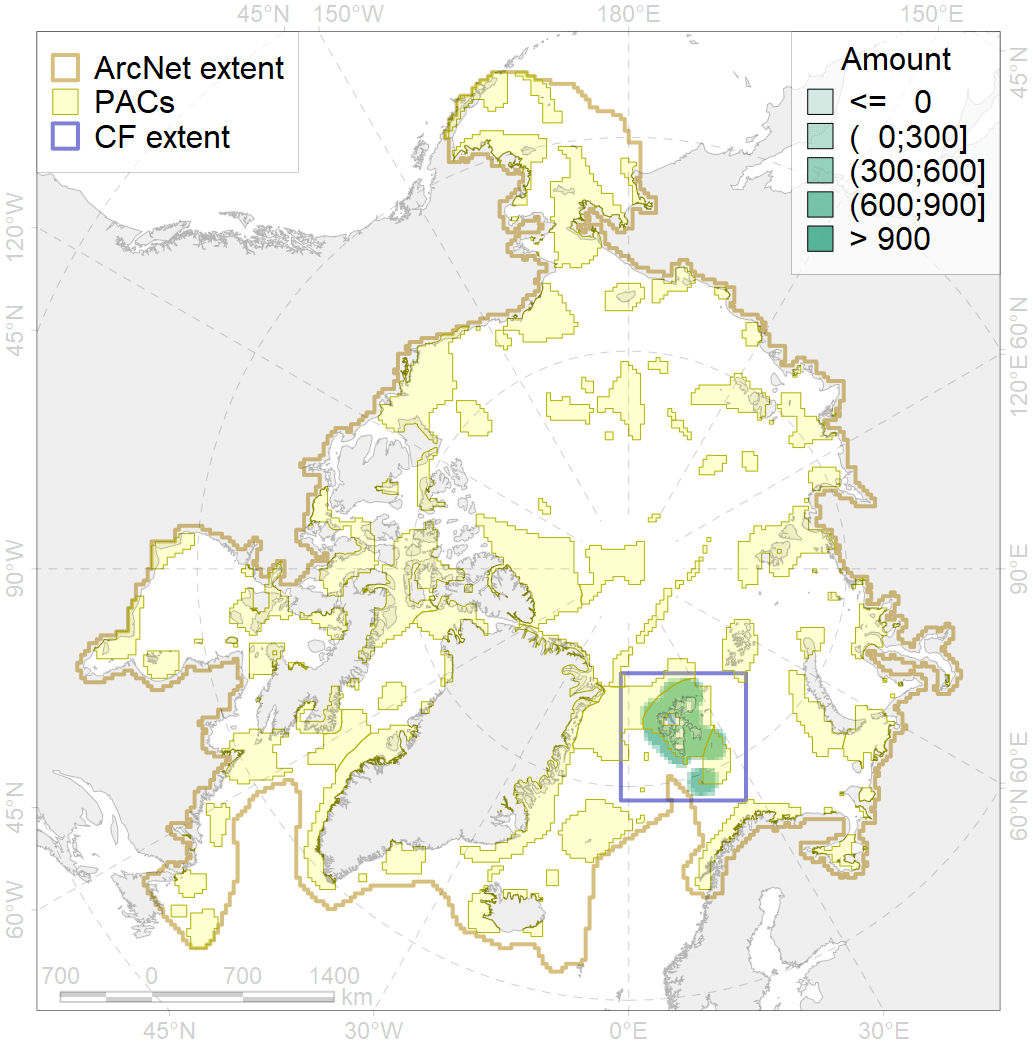 45°N 150°W 180°E 150°E
ArcNet extent
PACs
CF extent
Amount
<= 0
( 0;300]
(300;600]
(600;900]
> 900
45°N
120°W
60°N
45°N
120°E
90°W
90°E
60°E
45°N
60°N
60°W
700 0 700 1400
km
45°N 30°W 0°E 30°E